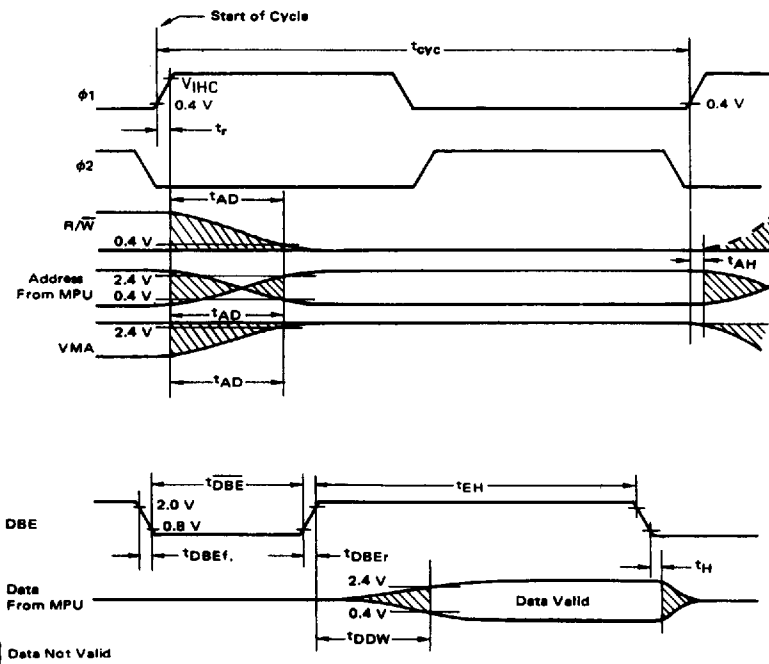 Start of Cycle
tcyc
φ1
VIHC
0.4 V
0.4 V
tr
φ2
tAD
R/W̅
0.4 V
tAH
Address
From MPU
2.4 V
0.4 V
tAD
2.4 V
VMA
tAD
tD̅B̅E̅
tEH
DBE
2.0 V
0.8 V
tDBEf.
tDBEr
tH
Data
From MPU
2.4 V
0.4 V
Data Valid
tDDW
Data Not Valid